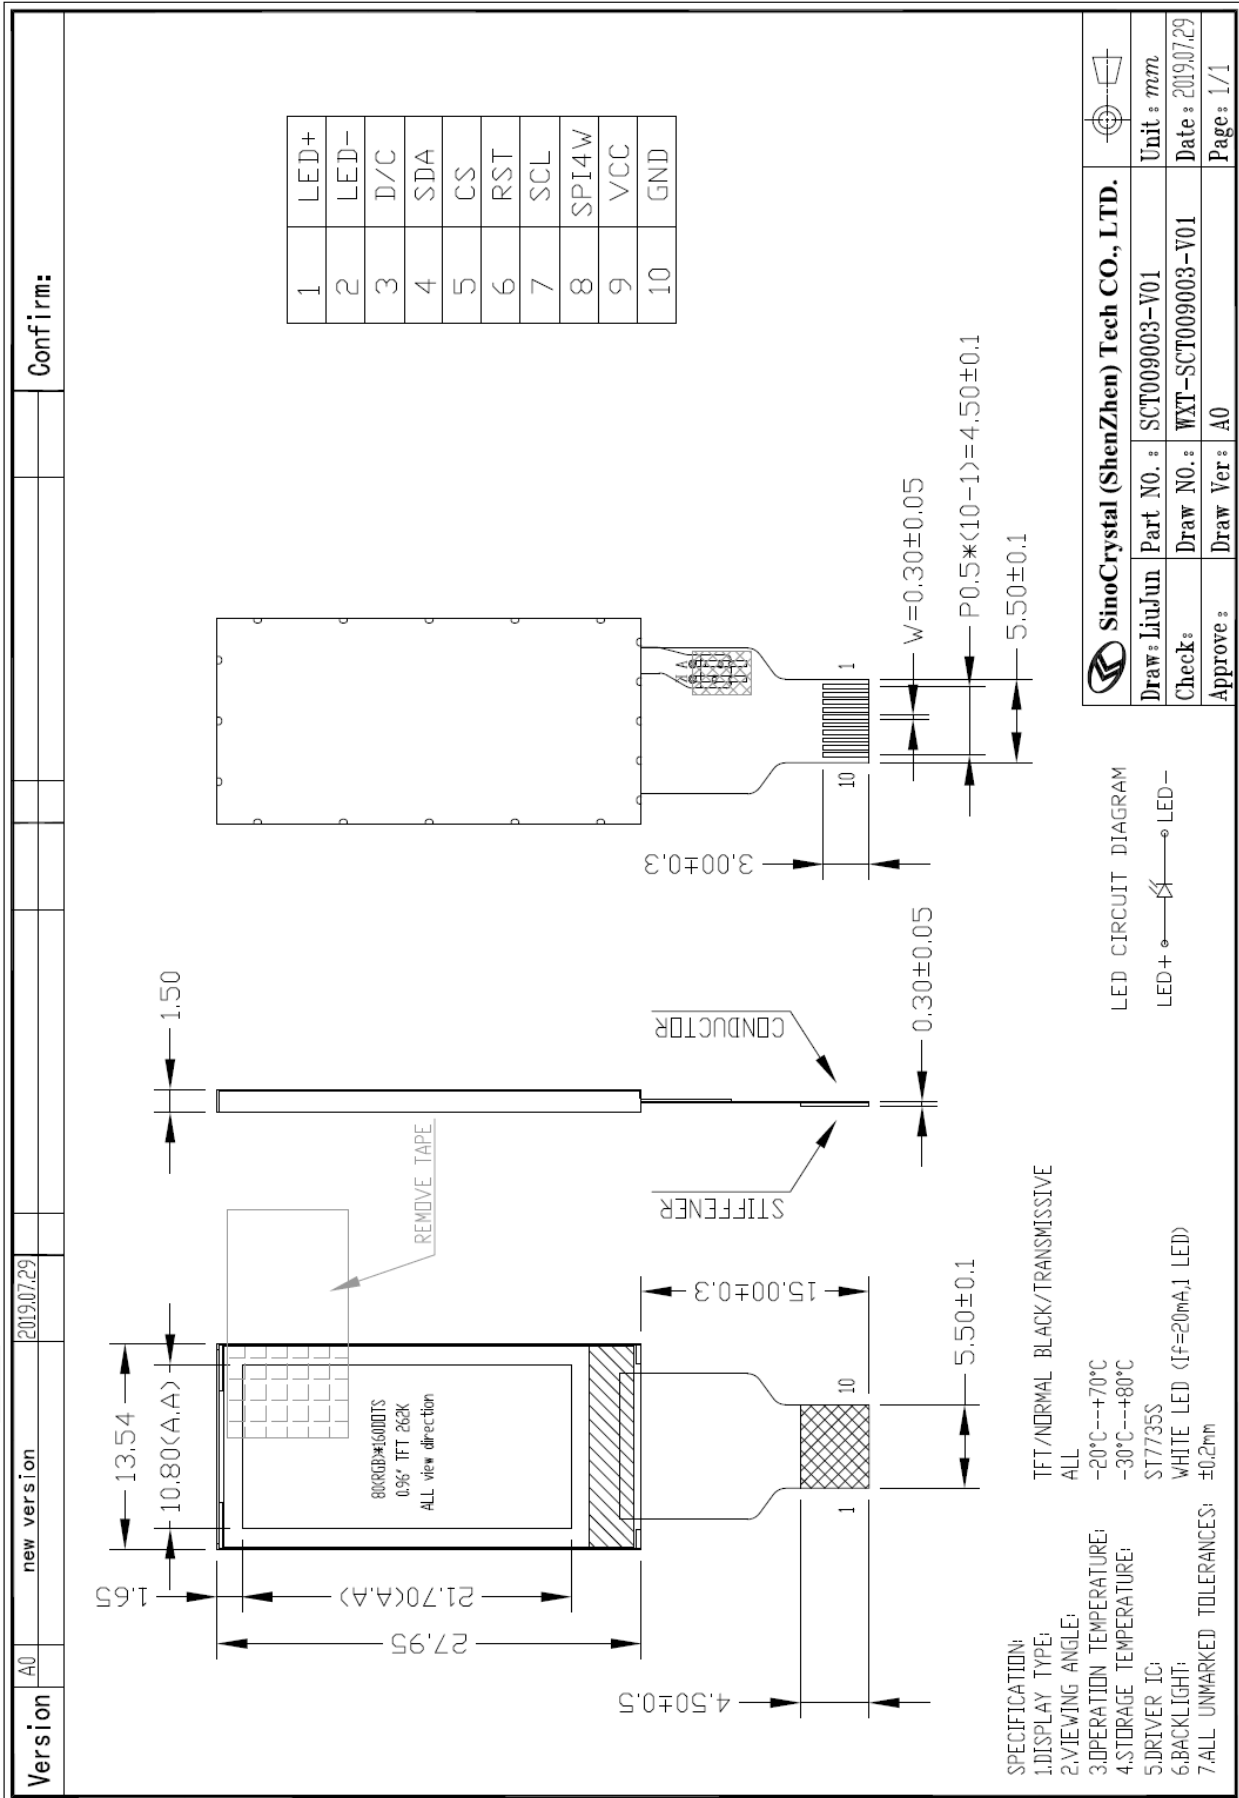 Version
A0
new version
2019.07.29
Confirm:
13.54
10.80(A.A)
1.65
21.70(A.A)
27.95
4.50±0.5
80(RGB)*160DOTS
0.96' TFT 262K
ALL view direction
REMOVE TAPE
15.00±0.3
1
10
5.50±0.1
1.50
CONDUCTOR
STIFFENER
0.30±0.05
3.00±0.3
10
1
W=0.30±0.05
P0.5*(10-1)=4.50±0.1
5.50±0.1
1 LED+
2 LED-
3 D/C
4 SDA
5 CS
6 RST
7 SCL
8 SPI4W
9 VCC
10 GND
SPECIFICATION:
1.DISPLAY TYPE: TFT/NORMAL BLACK/TRANSMISSIVE
2.VIEWING ANGLE: ALL
3.OPERATION TEMPERATURE: -20°C---+70°C
4.STORAGE TEMPERATURE: -30°C---+80°C
5.DRIVER IC: ST7735S
6.BACKLIGHT: WHITE LED (If=20mA,1 LED)
7.ALL UNMARKED TOLERANCES: ±0.2mm
LED CIRCUIT DIAGRAM
LED+ LED-
SinoCrystal (ShenZhen) Tech CO., LTD.
Draw: LiuJun Part NO.: SCT009003-V01 Unit: mm
Check: Draw NO.: WXT-SCT009003-V01 Date: 2019.07.29
Approve: Draw Ver: A0 Page: 1/1